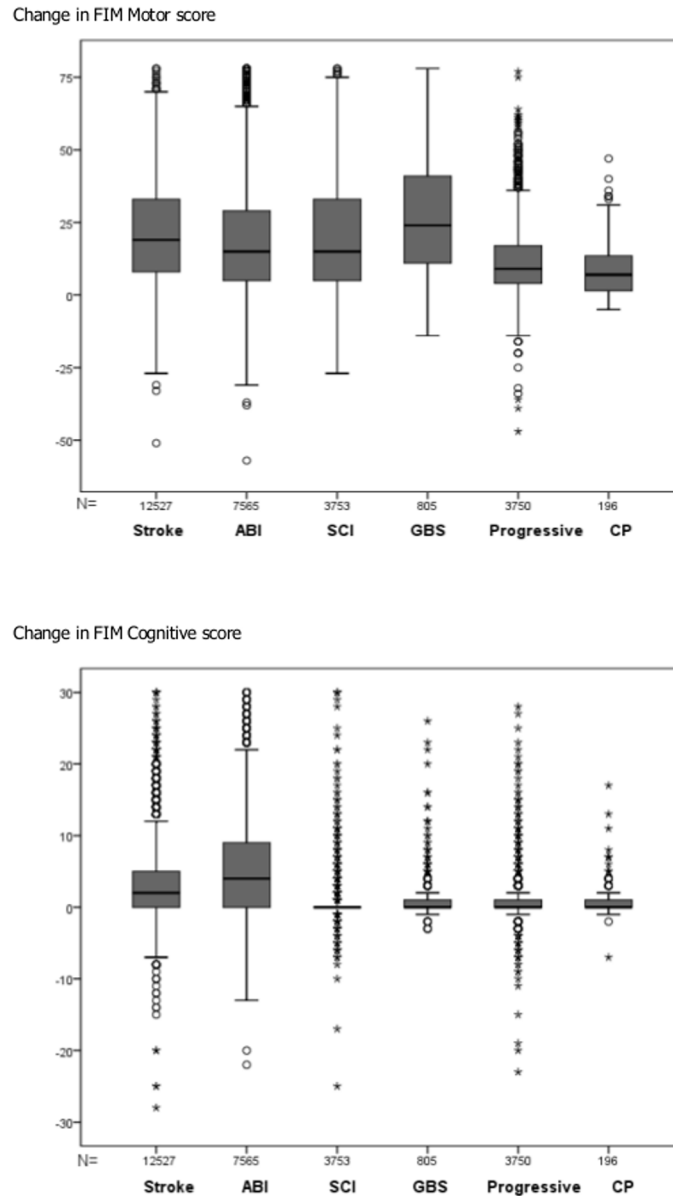 Change in FIM Motor score
75
50
25
0
-25
-50
N= 12527 7565 3753 805 3750 196
Stroke ABI SCI GBS Progressive CP
Change in FIM Cognitive score
30
20
10
0
-10
-20
-30
N= 12527 7565 3753 805 3750 196
Stroke ABI SCI GBS Progressive CP